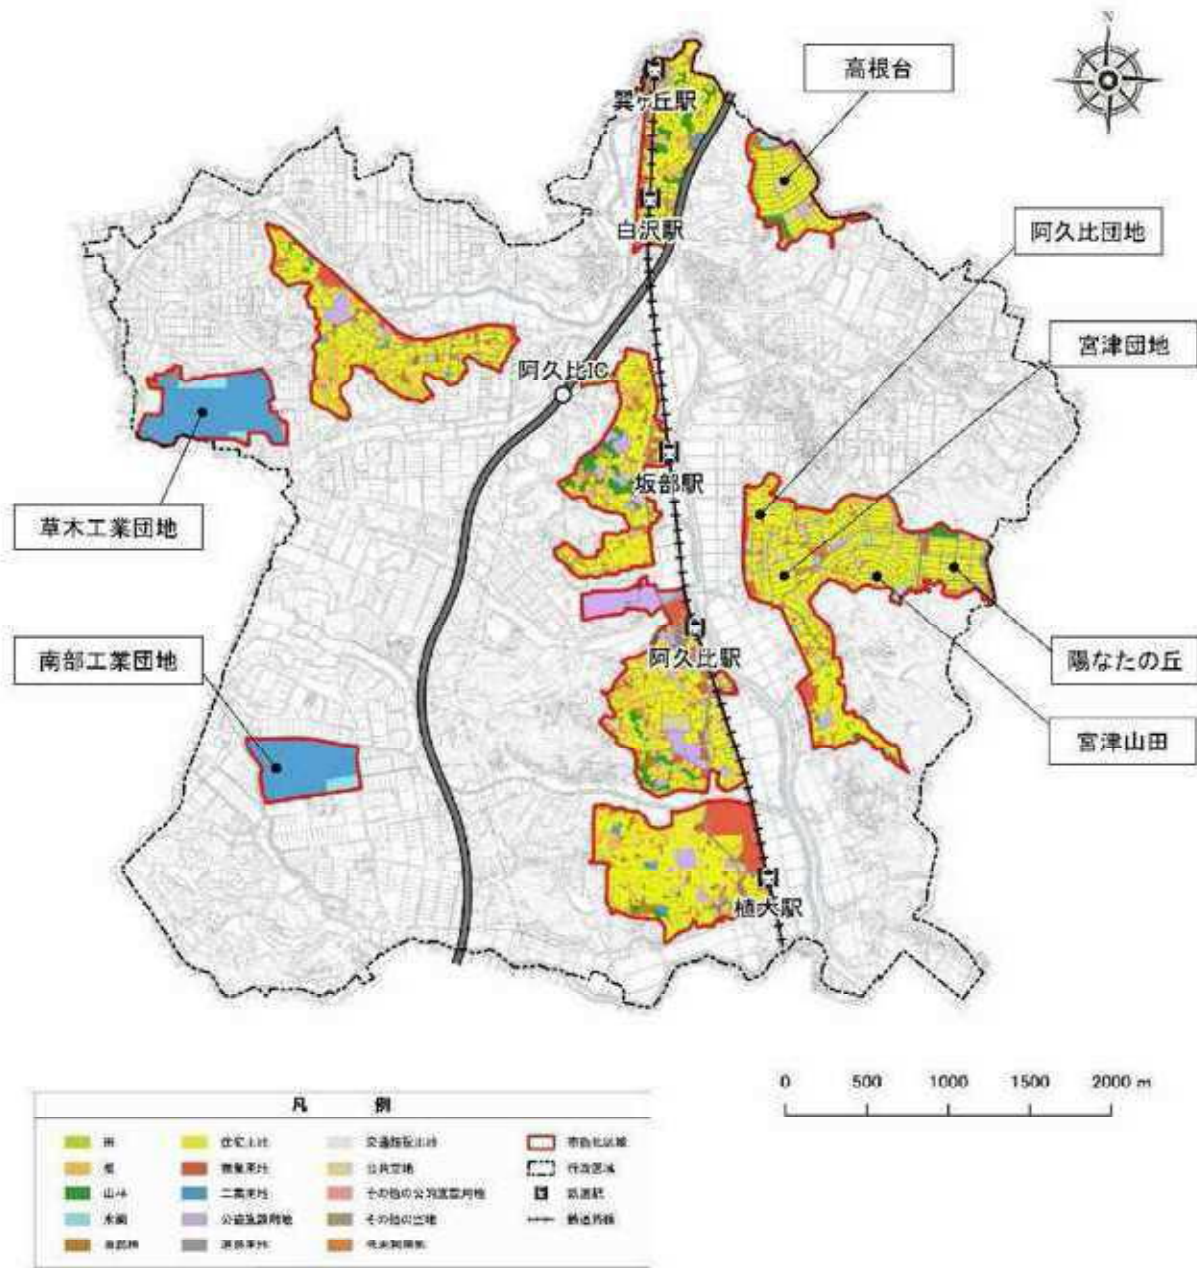 N
高根台
巽ヶ丘駅
白沢駅
阿久比団地
宮津団地
阿久比IC
坂部駅
草木工業団地
南部工業団地
阿久比駅
陽なたの丘
宮津山田
植大駅
0 500 1000 1500 2000 m
凡 例
田 住宅用地 交通施設用地 市街化区域
畑 商業用地 公共空地 行政区域
山林 工業用地 鉄道駅
水面 公益施設用地 その他の空地
道路用地